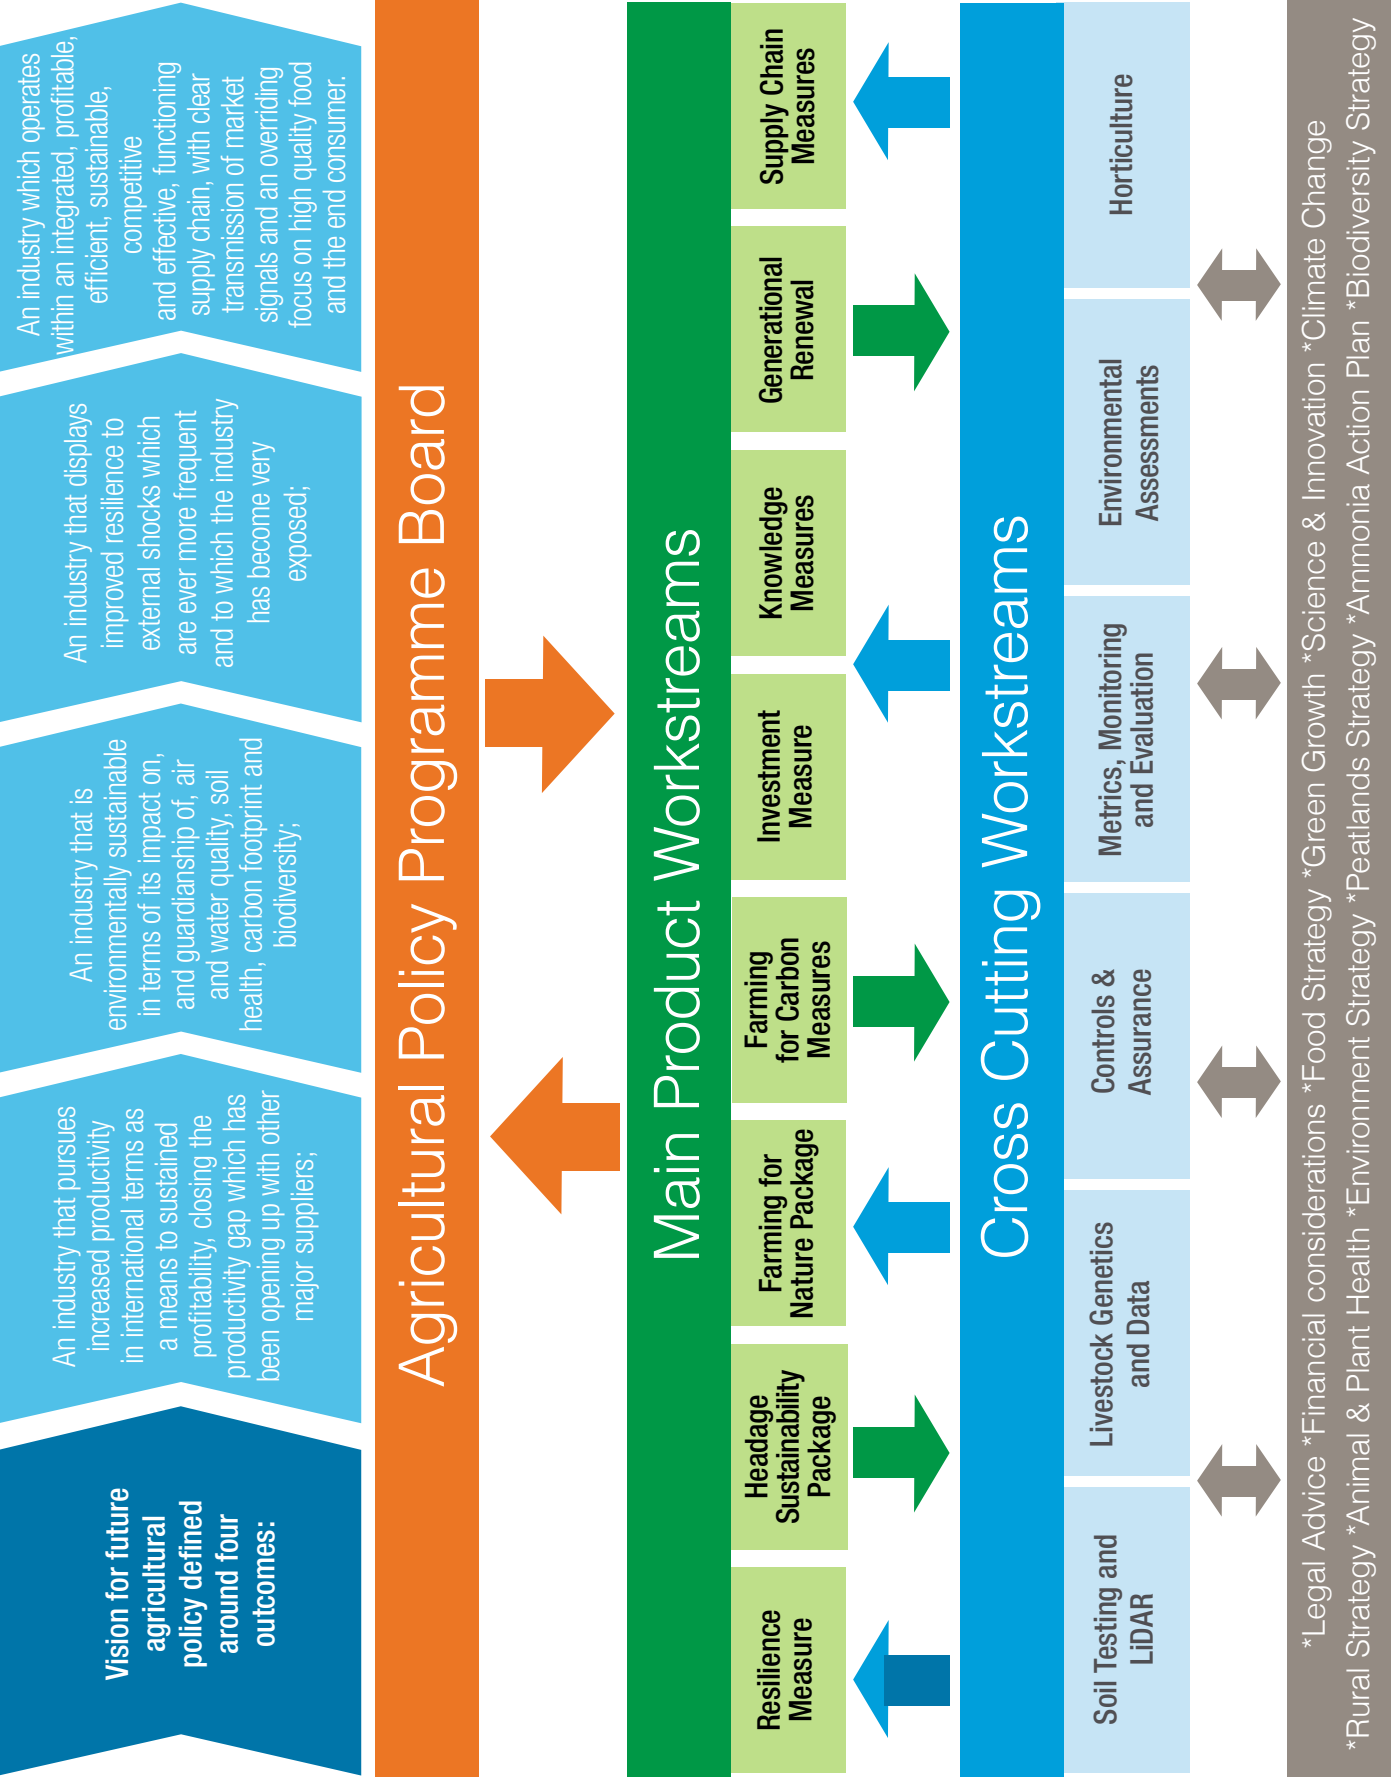 Vision for future
agricultural
policy defined
around four
outcomes:
An industry that pursues
increased productivity
in international terms as
a means to sustained
profitability, closing the
productivity gap which has
been opening up with other
major suppliers;
An industry that is
environmentally sustainable
in terms of its impact on,
and guardianship of, air
and water quality, soil
health, carbon footprint and
biodiversity;
An industry that displays
improved resilience to
external shocks which
are ever more frequent
and to which the industry
has become very
exposed;
An industry which operates
within an integrated, profitable,
efficient, sustainable,
competitive
and effective, functioning
supply chain, with clear
transmission of market
signals and an overriding
focus on high quality food
and the end consumer.
Agricultural Policy Programme Board
Main Product Workstreams
Resilience
Measure
Headage
Sustainability
Package
Farming for
Nature Package
Farming
for Carbon
Measures
Investment
Measure
Knowledge
Measures
Generational
Renewal
Supply Chain
Measures
Cross Cutting Workstreams
Soil Testing and
LiDAR
Livestock Genetics
and Data
Controls &
Assurance
Metrics, Monitoring
and Evaluation
Environmental
Assessments
Horticulture
*Legal Advice *Financial considerations *Food Strategy *Green Growth *Science & Innovation *Climate Change
*Rural Strategy *Animal & Plant Health *Environment Strategy *Peatlands Strategy *Ammonia Action Plan *Biodiversity Strategy